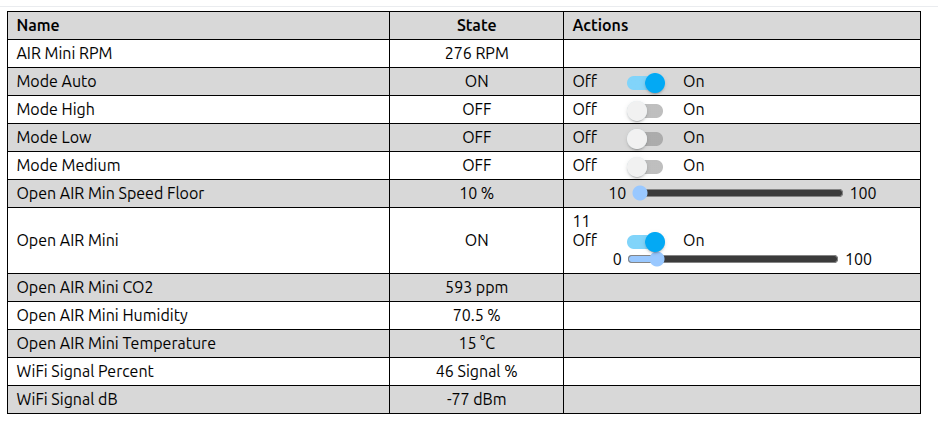 Name State Actions
AIR Mini RPM 276 RPM
Mode Auto ON Off On
Mode High OFF Off On
Mode Low OFF Off On
Mode Medium OFF Off On
Open AIR Min Speed Floor 10 % 10 100
Open AIR Mini ON 11
Off On
0 100
Open AIR Mini CO2 593 ppm
Open AIR Mini Humidity 70.5 %
Open AIR Mini Temperature 15 °C
WiFi Signal Percent 46 Signal %
WiFi Signal dB -77 dBm